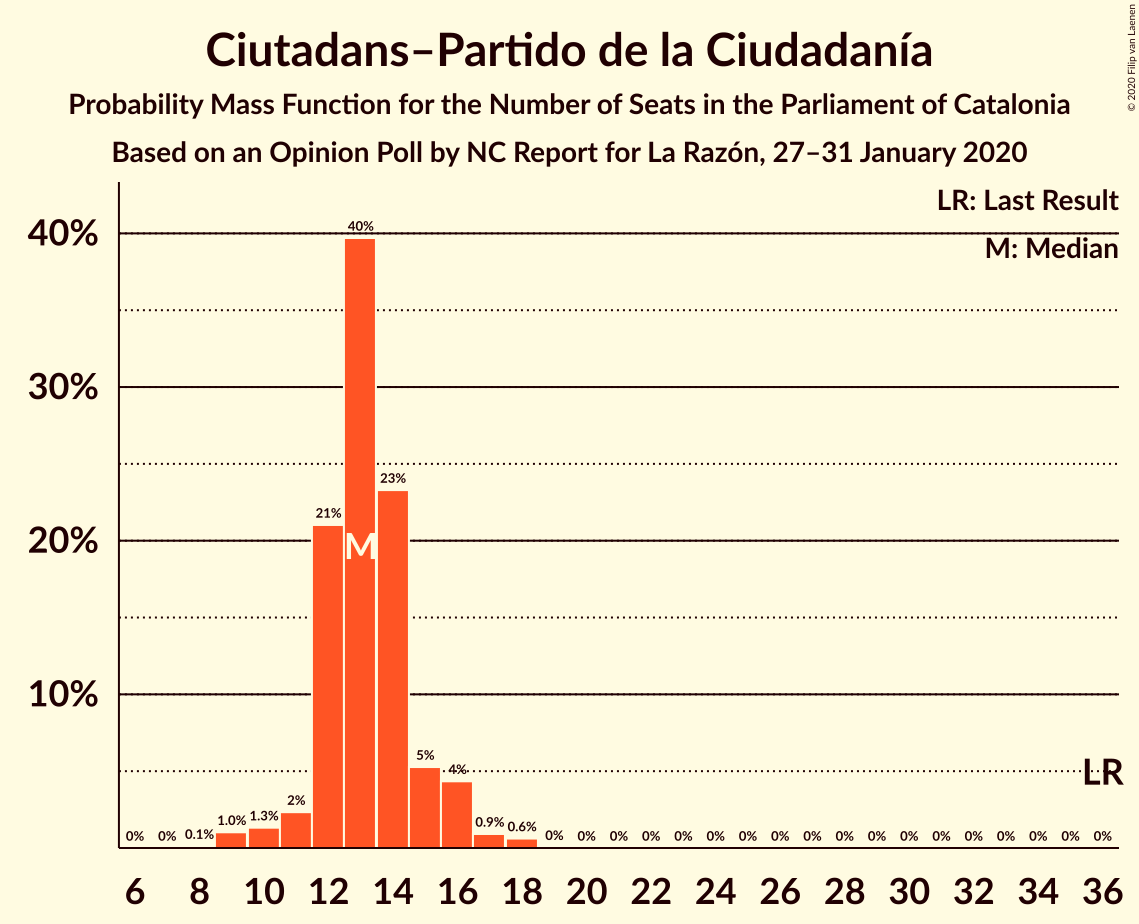 Ciutadans–Partido de la Ciudadanía
Probability Mass Function for the Number of Seats in the Parliament of Catalonia
Based on an Opinion Poll by NC Report for La Razón, 27–31 January 2020
© 2020 Filip van Laenen
LR: Last Result
M: Median
40%
30%
20%
10%
0% 0% 0.1% 1.0% 1.3% 2% 21% 40% 23% 5% 4% 0.9% 0.6% 0% 0% 0% 0% 0% 0% 0% 0% 0% 0% 0% 0% 0% 0% 0% 0% 0% 0%
M
LR
6 8 10 12 14 16 18 20 22 24 26 28 30 32 34 36